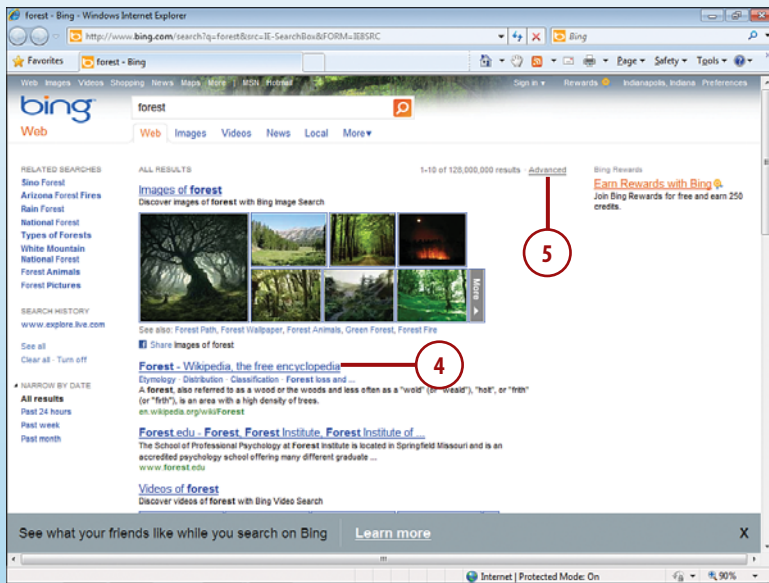 forest - Bing - Windows Internet Explorer
http://www.bing.com/search?q=forest&src=IE-SearchBox&FORM=IE8SRC
Bing
Favorites
forest - Bing
Page Safety Tools
Web Images Videos Shopping News Maps More | MSN Hotmail
Sign in Rewards Indianapolis, Indiana Preferences
bing
forest
Web
Web Images Videos News Local More
RELATED SEARCHES
Sino Forest
Arizona Forest Fires
Rain Forest
National Forest
Types of Forests
White Mountain
National Forest
Forest Animals
Forest Pictures
SEARCH HISTORY
www.explore.live.com
See all
Clear all · Turn off
NARROW BY DATE
All results
Past 24 hours
Past week
Past month
ALL RESULTS
1-10 of 128,000,000 results · Advanced
5
Images of forest
Discover images of forest with Bing Image Search
More
See also: Forest Path, Forest Wallpaper, Forest Animals, Green Forest, Forest Fire
Share Images of forest
Forest - Wikipedia, the free encyclopedia
4
Etymology · Distribution · Classification · Forest loss and ...
A forest, also referred to as a wood or the woods and less often as a "wold" (or "weald"), "holt", or "frith"
(or "firth"), is an area with a high density of trees.
en.wikipedia.org/wiki/Forest
Forest.edu - Forest, Forest Institute, Forest Institute of ...
The School of Professional Psychology at Forest Institute is located in Springfield Missouri and is an
accredited psychology school offering many different graduate ...
www.forest.edu
Videos of forest
Discover videos of forest with Bing Video Search
Bing Rewards
Earn Rewards with Bing
Join Bing Rewards for free and earn 250
credits.
See what your friends like while you search on Bing Learn more X
Internet | Protected Mode: On
90%